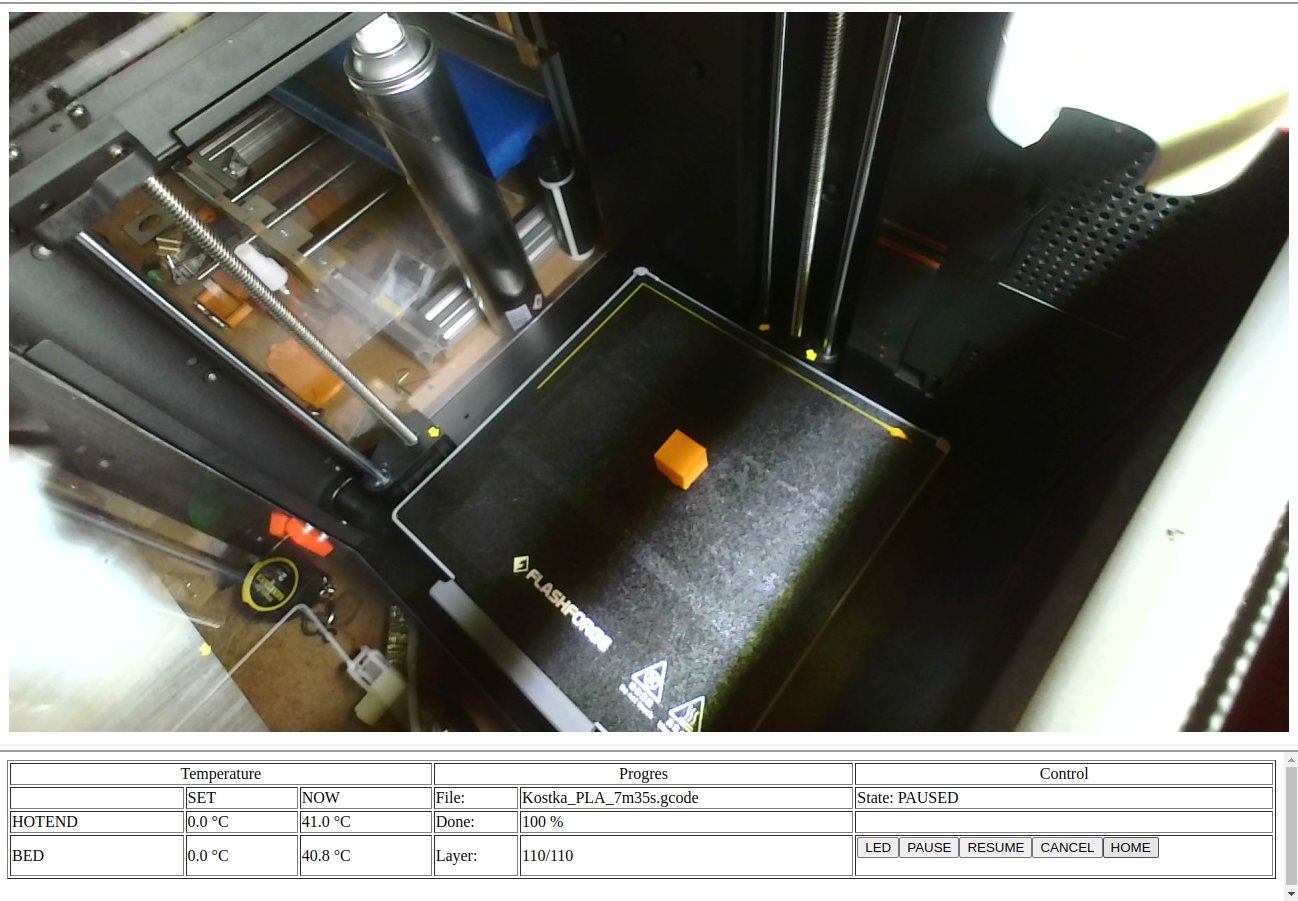 FLASHFORGE
Temperature Progres Control
SET NOW File: Kostka_PLA_7m35s.gcode State: PAUSED
HOTEND 0.0 °C 41.0 °C Done: 100 %
BED 0.0 °C 40.8 °C Layer: 110/110 LED PAUSE RESUME CANCEL HOME